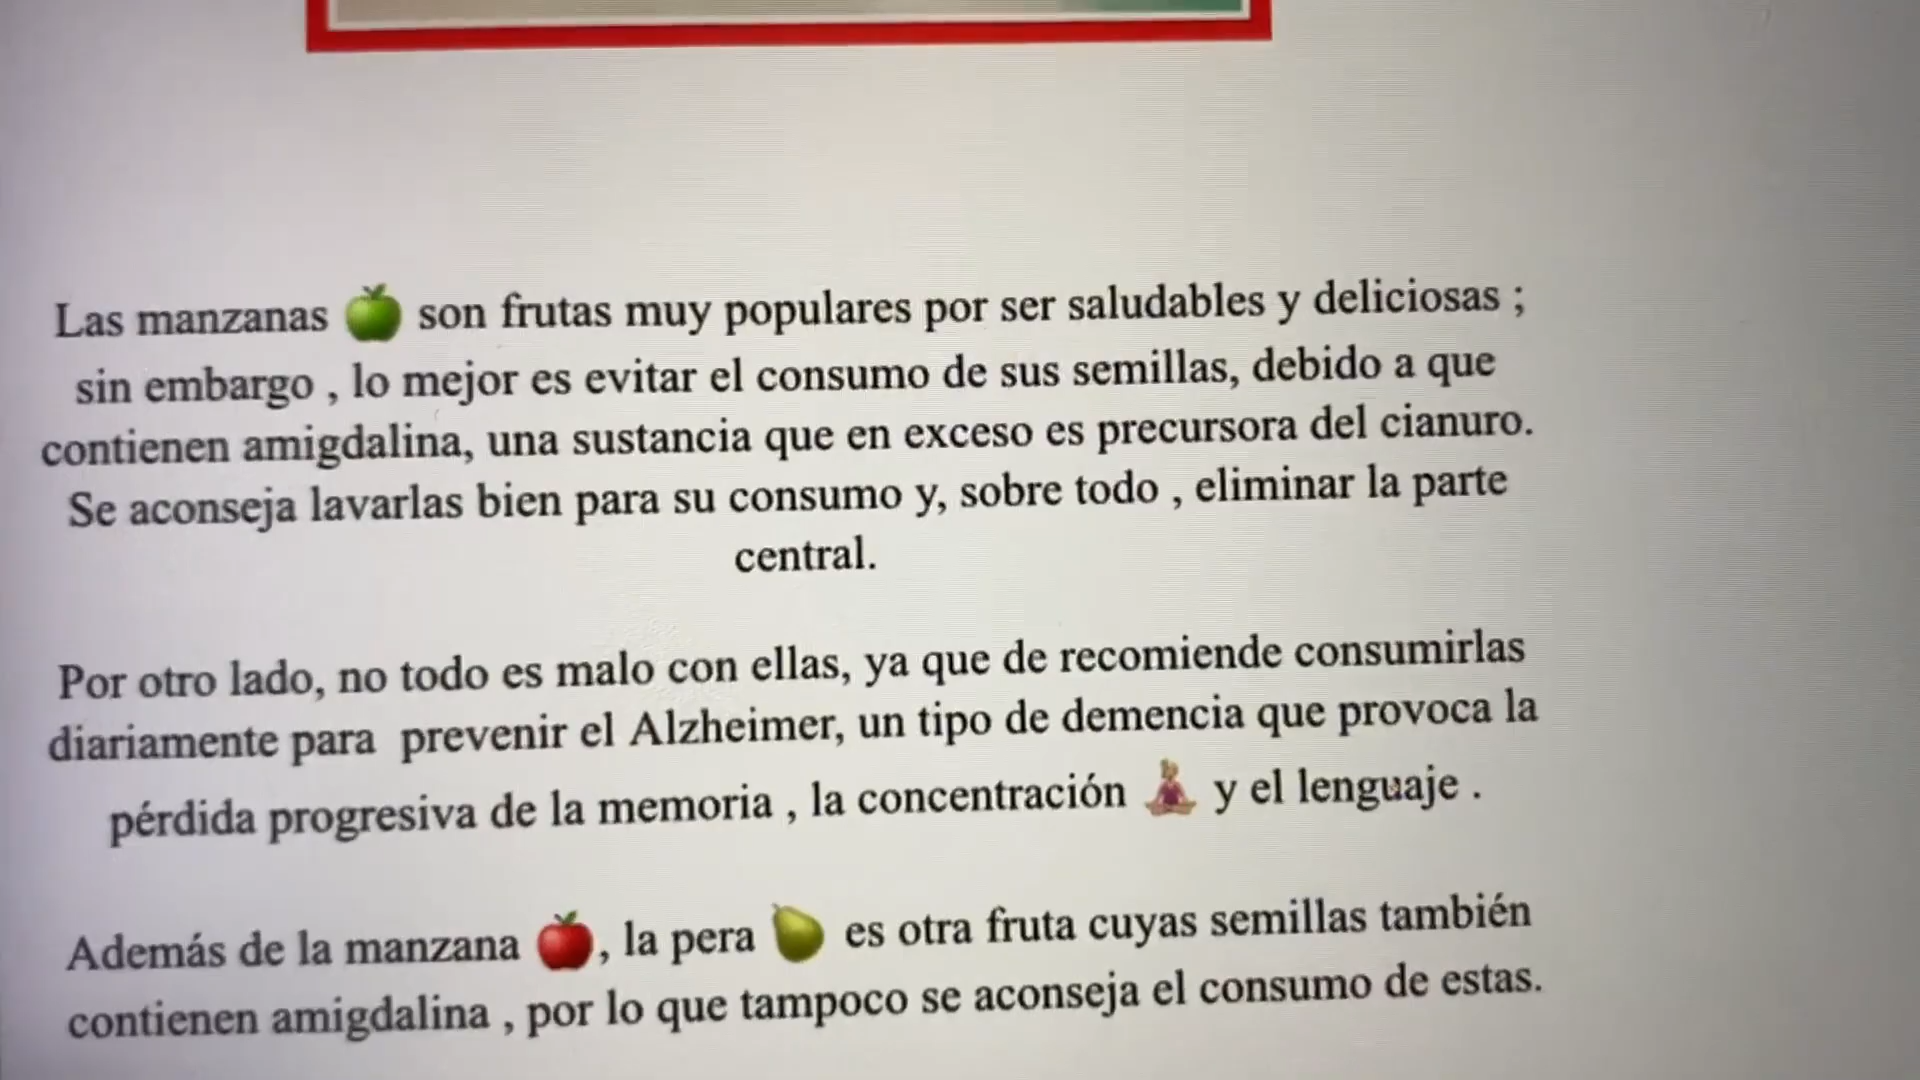 Las manzanas 🍏 son frutas muy populares por ser saludables y deliciosas ;
sin embargo , lo mejor es evitar el consumo de sus semillas, debido a que
contienen amigdalina, una sustancia que en exceso es precursora del cianuro.
Se aconseja lavarlas bien para su consumo y, sobre todo , eliminar la parte
central.
Por otro lado, no todo es malo con ellas, ya que de recomiende consumirlas
diariamente para prevenir el Alzheimer, un tipo de demencia que provoca la
pérdida progresiva de la memoria , la concentración 🧘🏼‍♀️ y el lenguaje .
Además de la manzana 🍎, la pera 🍐 es otra fruta cuyas semillas también
contienen amigdalina , por lo que tampoco se aconseja el consumo de estas.